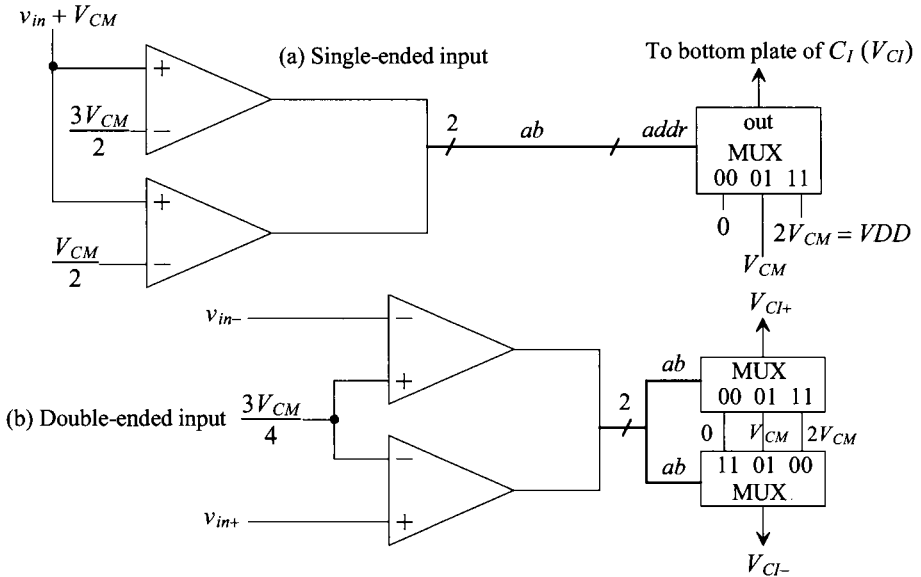 v_in + V_CM
(a) Single-ended input
To bottom plate of C_I (V_CI)
+
3V_CM
2
−
2
ab
addr
out
MUX
00 01 11
+
V_CM
2
−
0
2V_CM = VDD
V_CM
v_in−
−
+
V_CI+
ab
MUX
00 01 11
(b) Double-ended input
3V_CM
4
2
0
V_CM
2V_CM
−
ab
11 01 00
MUX
v_in+
+
V_CI−